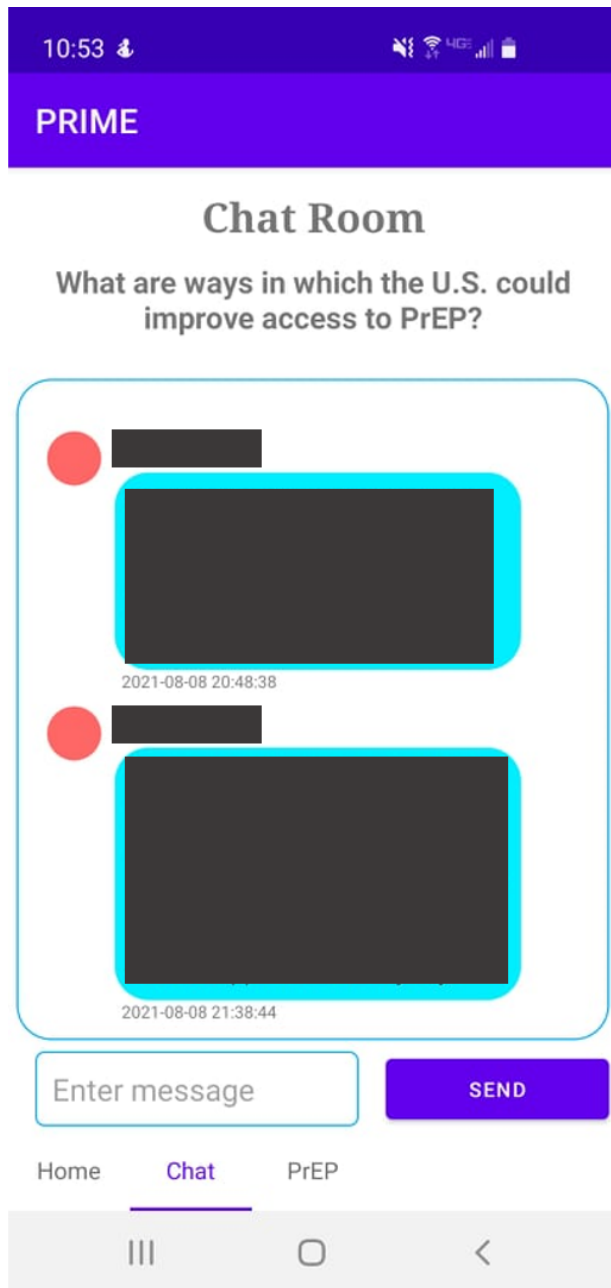 10:53 4GE
PRIME
Chat Room
What are ways in which the U.S. could
improve access to PrEP?
2021-08-08 20:48:38
2021-08-08 21:38:44
Enter message
SEND
Home Chat PrEP